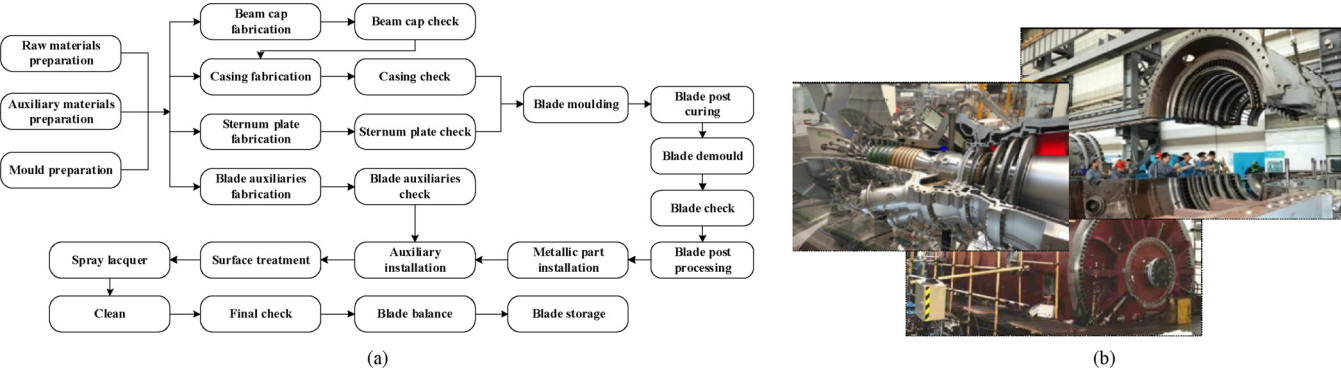 Raw materials
preparation
Auxiliary materials
preparation
Mould preparation
Beam cap
fabrication
Beam cap check
Casing fabrication
Casing check
Sternum plate
fabrication
Sternum plate check
Blade auxiliaries
fabrication
Blade auxiliaries
check
Blade moulding
Blade post
curing
Blade demould
Blade check
Blade post
processing
Metallic part
installation
Auxiliary
installation
Surface treatment
Spray lacquer
Clean
Final check
Blade balance
Blade storage
(a)
(b)